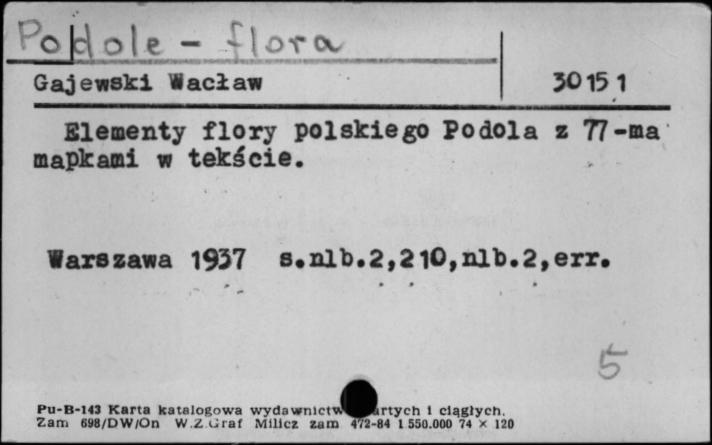 Podole - flora
Gajewski Wacław 30151
Elementy flory polskiego Podola z 77-ma
mapkami w tekście.
Warszawa 1937 s.nlb.2,210,nlb.2,err.
5
Pu-B-143 Karta katalogowa wydawnictw artych i ciągłych.
Zam 698/DW/On W.Z.Graf Milicz zam 472-84 1 550.000 74 × 120